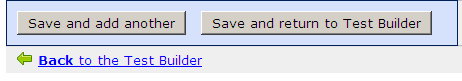 Save and add another Save and return to Test Builder
Back to the Test Builder